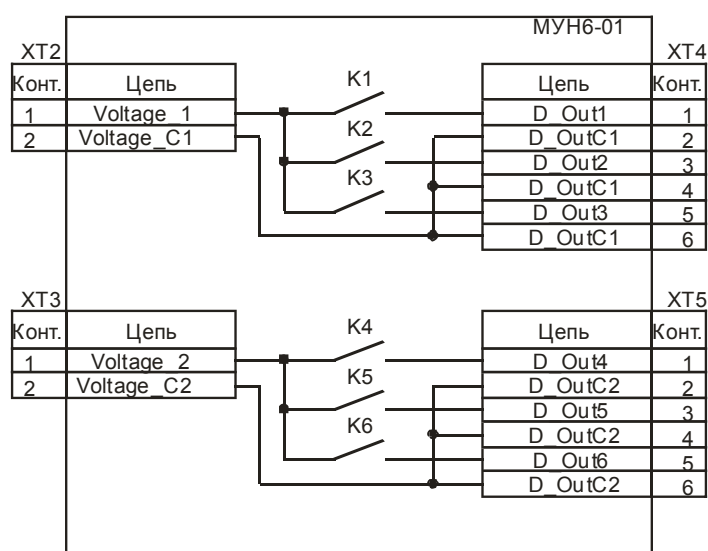 МУН6-01
XT2
XT4
Конт. Цепь
K1
Цепь Конт.
1 Voltage_1
D_Out1 1
2 Voltage_C1
K2
D_OutC1 2
D_Out2 3
K3
D_OutC1 4
D_Out3 5
D_OutC1 6
XT3
XT5
Конт. Цепь
K4
Цепь Конт.
1 Voltage_2
D_Out4 1
2 Voltage_C2
K5
D_OutC2 2
D_Out5 3
K6
D_OutC2 4
D_Out6 5
D_OutC2 6